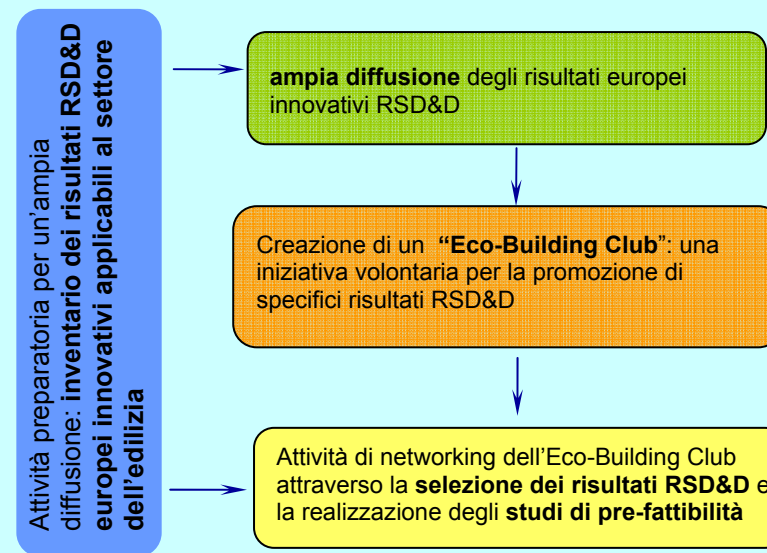 Attività preparatoria per un'ampia
diffusione: inventario dei risultati RSD&D
europei innovativi applicabili al settore
dell'edilizia
ampia diffusione degli risultati europei
innovativi RSD&D
Creazione di un “Eco-Building Club”: una
iniziativa volontaria per la promozione di
specifici risultati RSD&D
Attività di networking dell’Eco-Building Club
attraverso la selezione dei risultati RSD&D e
la realizzazione degli studi di pre-fattibilità